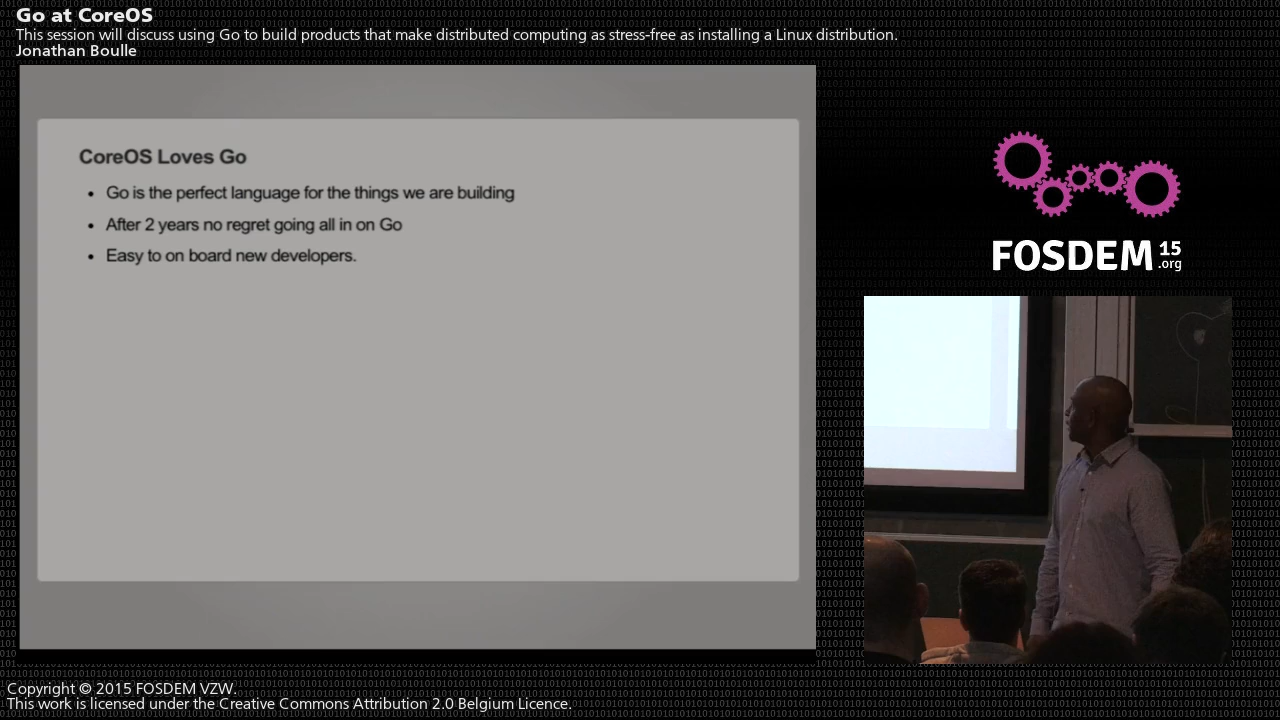 Go at CoreOS
This session will discuss using Go to build products that make distributed computing as stress-free as installing a Linux distribution.
Jonathan Boulle
CoreOS Loves Go
• Go is the perfect language for the things we are building
• After 2 years no regret going all in on Go
• Easy to on board new developers.
FOSDEM 15
.org
Copyright © 2015 FOSDEM VZW.
This work is licensed under the Creative Commons Attribution 2.0 Belgium Licence.